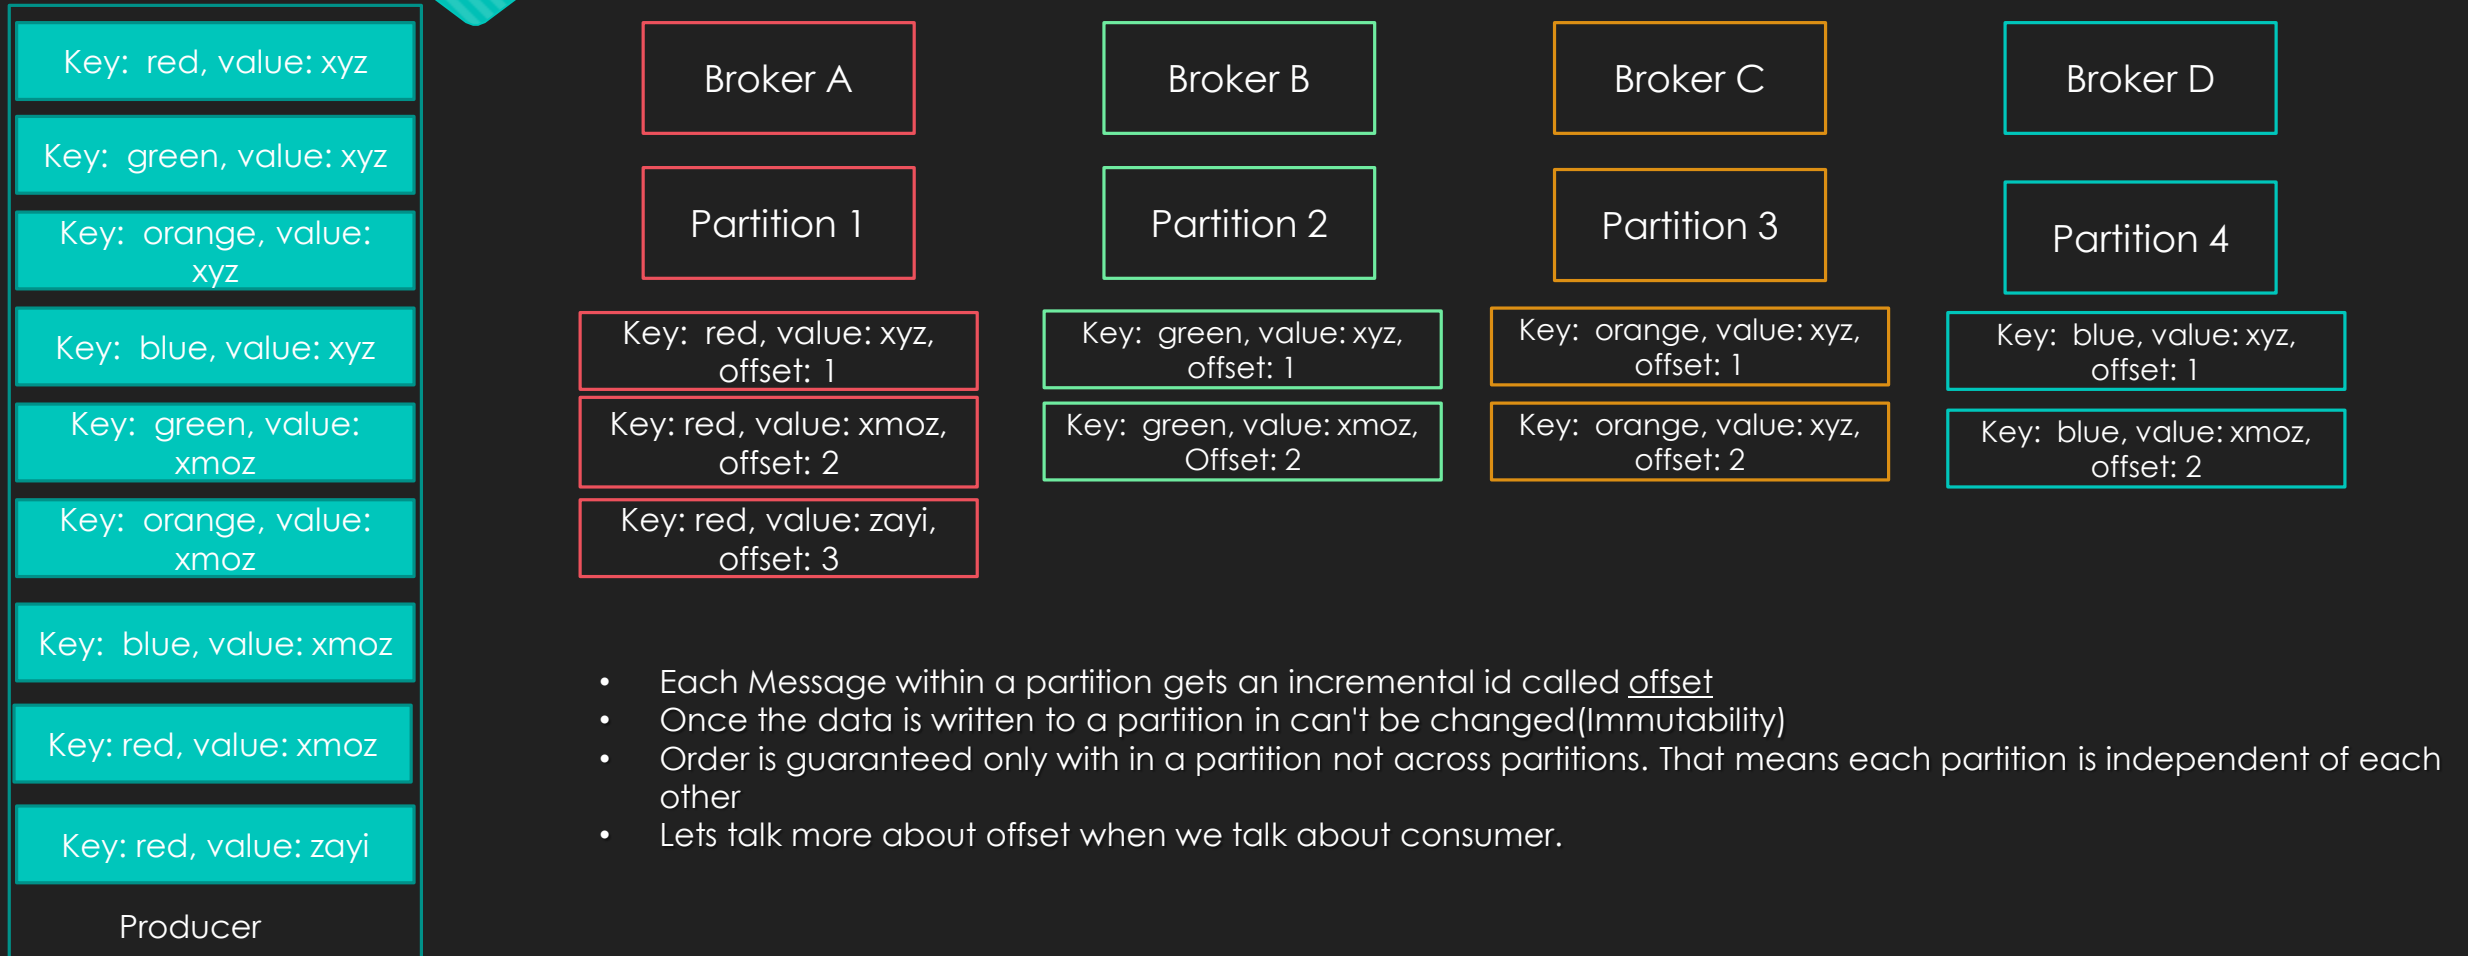 Key: red, value: xyz
Key: green, value: xyz
Key: orange, value:
xyz
Key: blue, value: xyz
Key: green, value:
xmoz
Key: orange, value:
xmoz
Key: blue, value: xmoz
Key: red, value: xmoz
Key: red, value: zayi
Producer
Broker A
Partition 1
Key: red, value: xyz,
offset: 1
Key: red, value: xmoz,
offset: 2
Key: red, value: zayi,
offset: 3
Broker B
Partition 2
Key: green, value: xyz,
offset: 1
Key: green, value: xmoz,
Offset: 2
Broker C
Partition 3
Key: orange, value: xyz,
offset: 1
Key: orange, value: xyz,
offset: 2
Broker D
Partition 4
Key: blue, value: xyz,
offset: 1
Key: blue, value: xmoz,
offset: 2
• Each Message within a partition gets an incremental id called offset
• Once the data is written to a partition in can't be changed(Immutability)
• Order is guaranteed only with in a partition not across partitions. That means each partition is independent of each
other
• Lets talk more about offset when we talk about consumer.